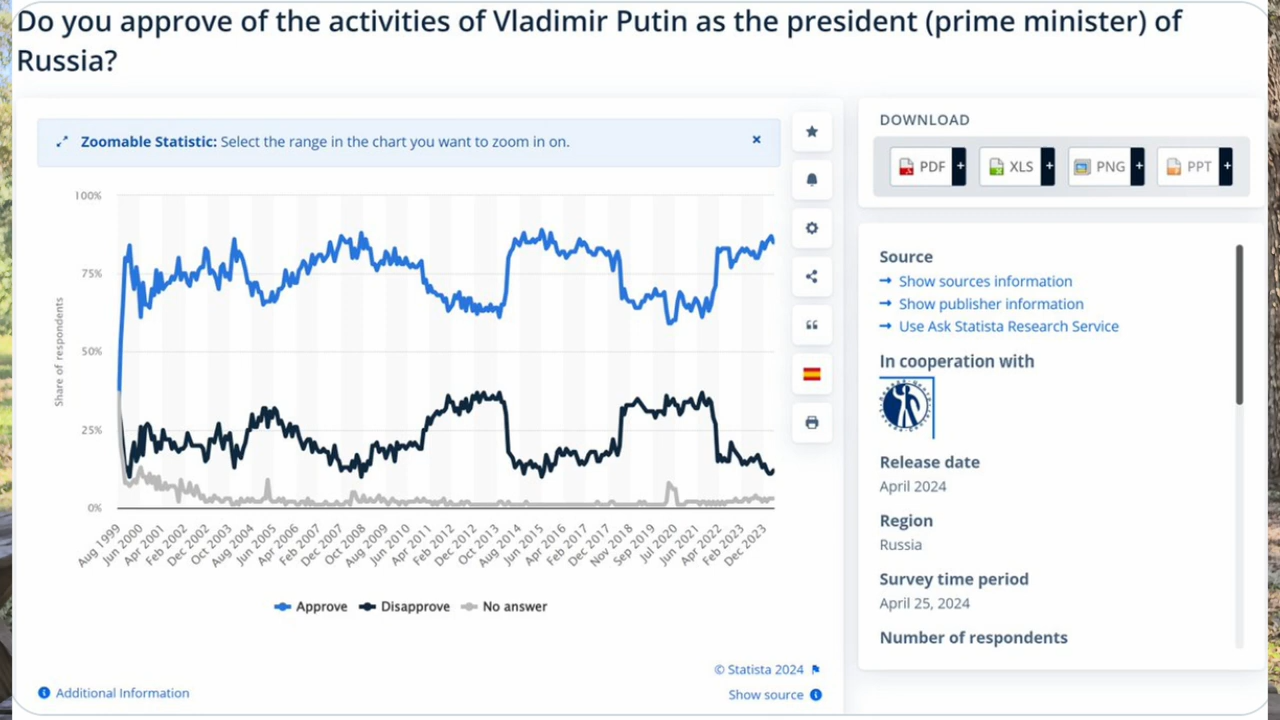 Do you approve of the activities of Vladimir Putin as the president (prime minister) of
Russia?
Zoomable Statistic: Select the range in the chart you want to zoom in on.
×
100%
75%
50%
25%
0%
Share of respondents
Aug 1999
Jun 2000
Apr 2001
Feb 2002
Dec 2002
Oct 2003
Aug 2004
Jun 2005
Apr 2006
Feb 2007
Dec 2007
Oct 2008
Aug 2009
Jun 2010
Apr 2011
Feb 2012
Dec 2012
Oct 2013
Aug 2014
Jun 2015
Apr 2016
Feb 2017
Dec 2017
Nov 2018
Sep 2019
Jul 2020
Jun 2021
Apr 2022
Feb 2023
Dec 2023
Approve
Disapprove
No answer
© Statista 2024
Additional Information
Show source
DOWNLOAD
PDF +
XLS +
PNG +
PPT +
Source
Show sources information
Show publisher information
Use Ask Statista Research Service
In cooperation with
Release date
April 2024
Region
Russia
Survey time period
April 25, 2024
Number of respondents